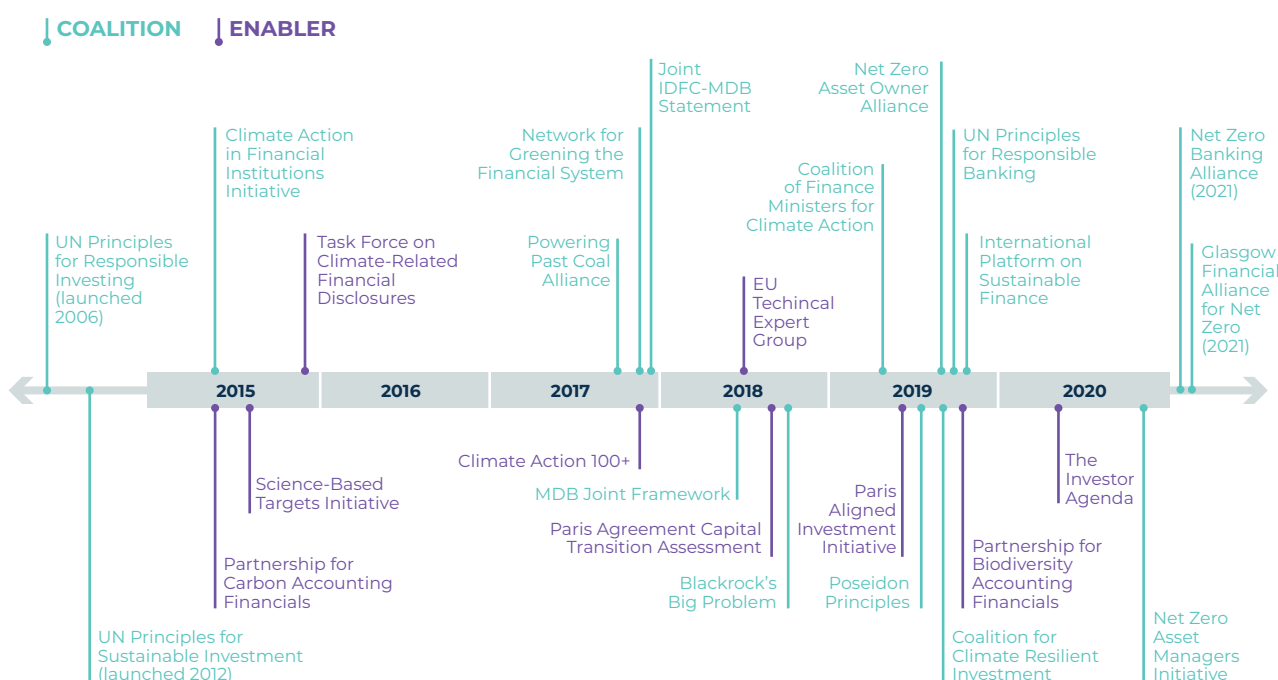 COALITION
ENABLER
Joint
IDFC-MDB
Statement
Net Zero
Asset Owner
Alliance
Climate Action
in Financial
Institutions
Initiative
Network for
Greening the
Financial System
UN Principles
for Responsible
Banking
Net Zero
Banking
Alliance
(2021)
Coalition
of Finance
Ministers for
Climate Action
UN Principles
for Responsible
Investing
(launched
2006)
Task Force on
Climate-Related
Financial
Disclosures
Powering
Past Coal
Alliance
EU
Techincal
Expert
Group
International
Platform on
Sustainable
Finance
Glasgow
Financial
Alliance
for Net
Zero
(2021)
2015
2016
2017
2018
2019
2020
Climate Action 100+
Science-Based
Targets Initiative
MDB Joint Framework
Paris
Aligned
Investment
Initiative
The
Investor
Agenda
Paris Agreement Capital
Transition Assessment
Partnership for
Carbon Accounting
Financials
Blackrock's
Big Problem
Poseidon
Principles
Partnership for
Biodiversity
Accounting
Financials
UN Principles for
Sustainable Investment
(launched 2012)
Coalition for
Climate Resilient
Investment
Net Zero
Asset
Managers
Initiative